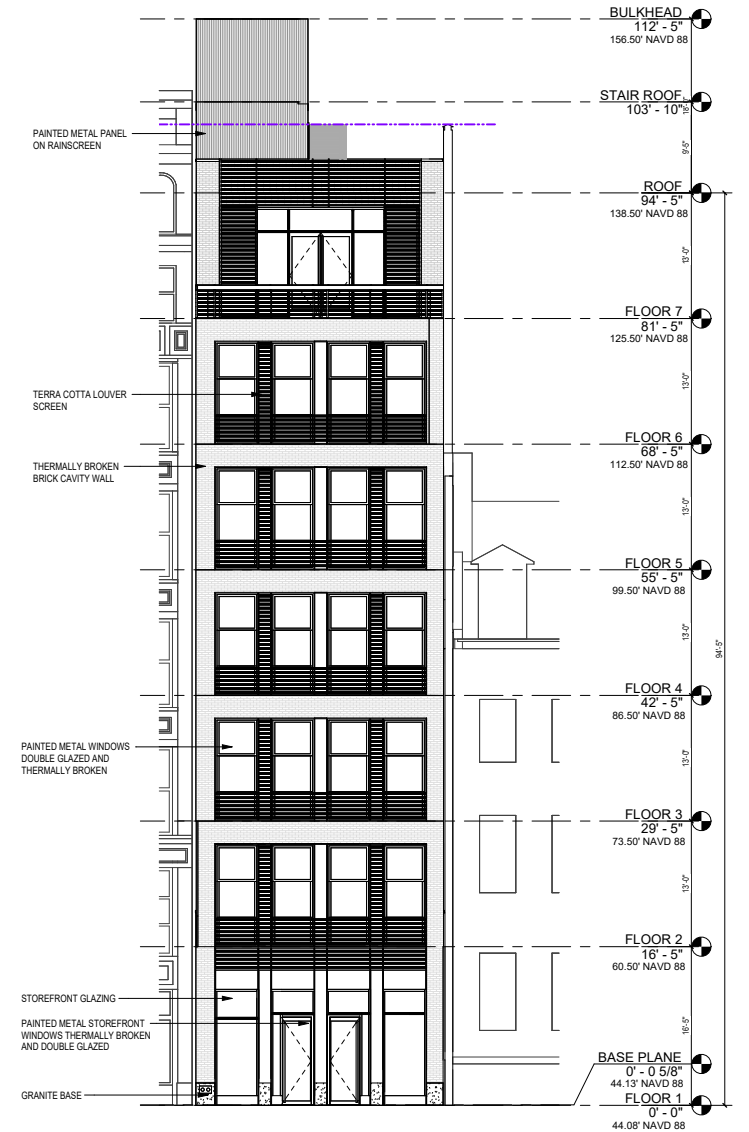 BULKHEAD
112' - 5"
156.50' NAVD 88
STAIR ROOF
103' - 10"
PAINTED METAL PANEL
ON RAINSCREEN
9'-5"
ROOF
94' - 5"
138.50' NAVD 88
13'-0"
FLOOR 7
81' - 5"
125.50' NAVD 88
TERRA COTTA LOUVER
SCREEN
13'-0"
FLOOR 6
68' - 5"
112.50' NAVD 88
THERMALLY BROKEN
BRICK CAVITY WALL
13'-0"
FLOOR 5
55' - 5"
99.50' NAVD 88
13'-0"
94'-5"
FLOOR 4
42' - 5"
86.50' NAVD 88
PAINTED METAL WINDOWS
DOUBLE GLAZED AND
THERMALLY BROKEN
13'-0"
FLOOR 3
29' - 5"
73.50' NAVD 88
13'-0"
FLOOR 2
16' - 5"
60.50' NAVD 88
STOREFRONT GLAZING
PAINTED METAL STOREFRONT
WINDOWS THERMALLY BROKEN
AND DOUBLE GLAZED
16'-5"
BASE PLANE
0' - 0 5/8"
44.13' NAVD 88
GRANITE BASE
FLOOR 1
0' - 0"
44.08' NAVD 88